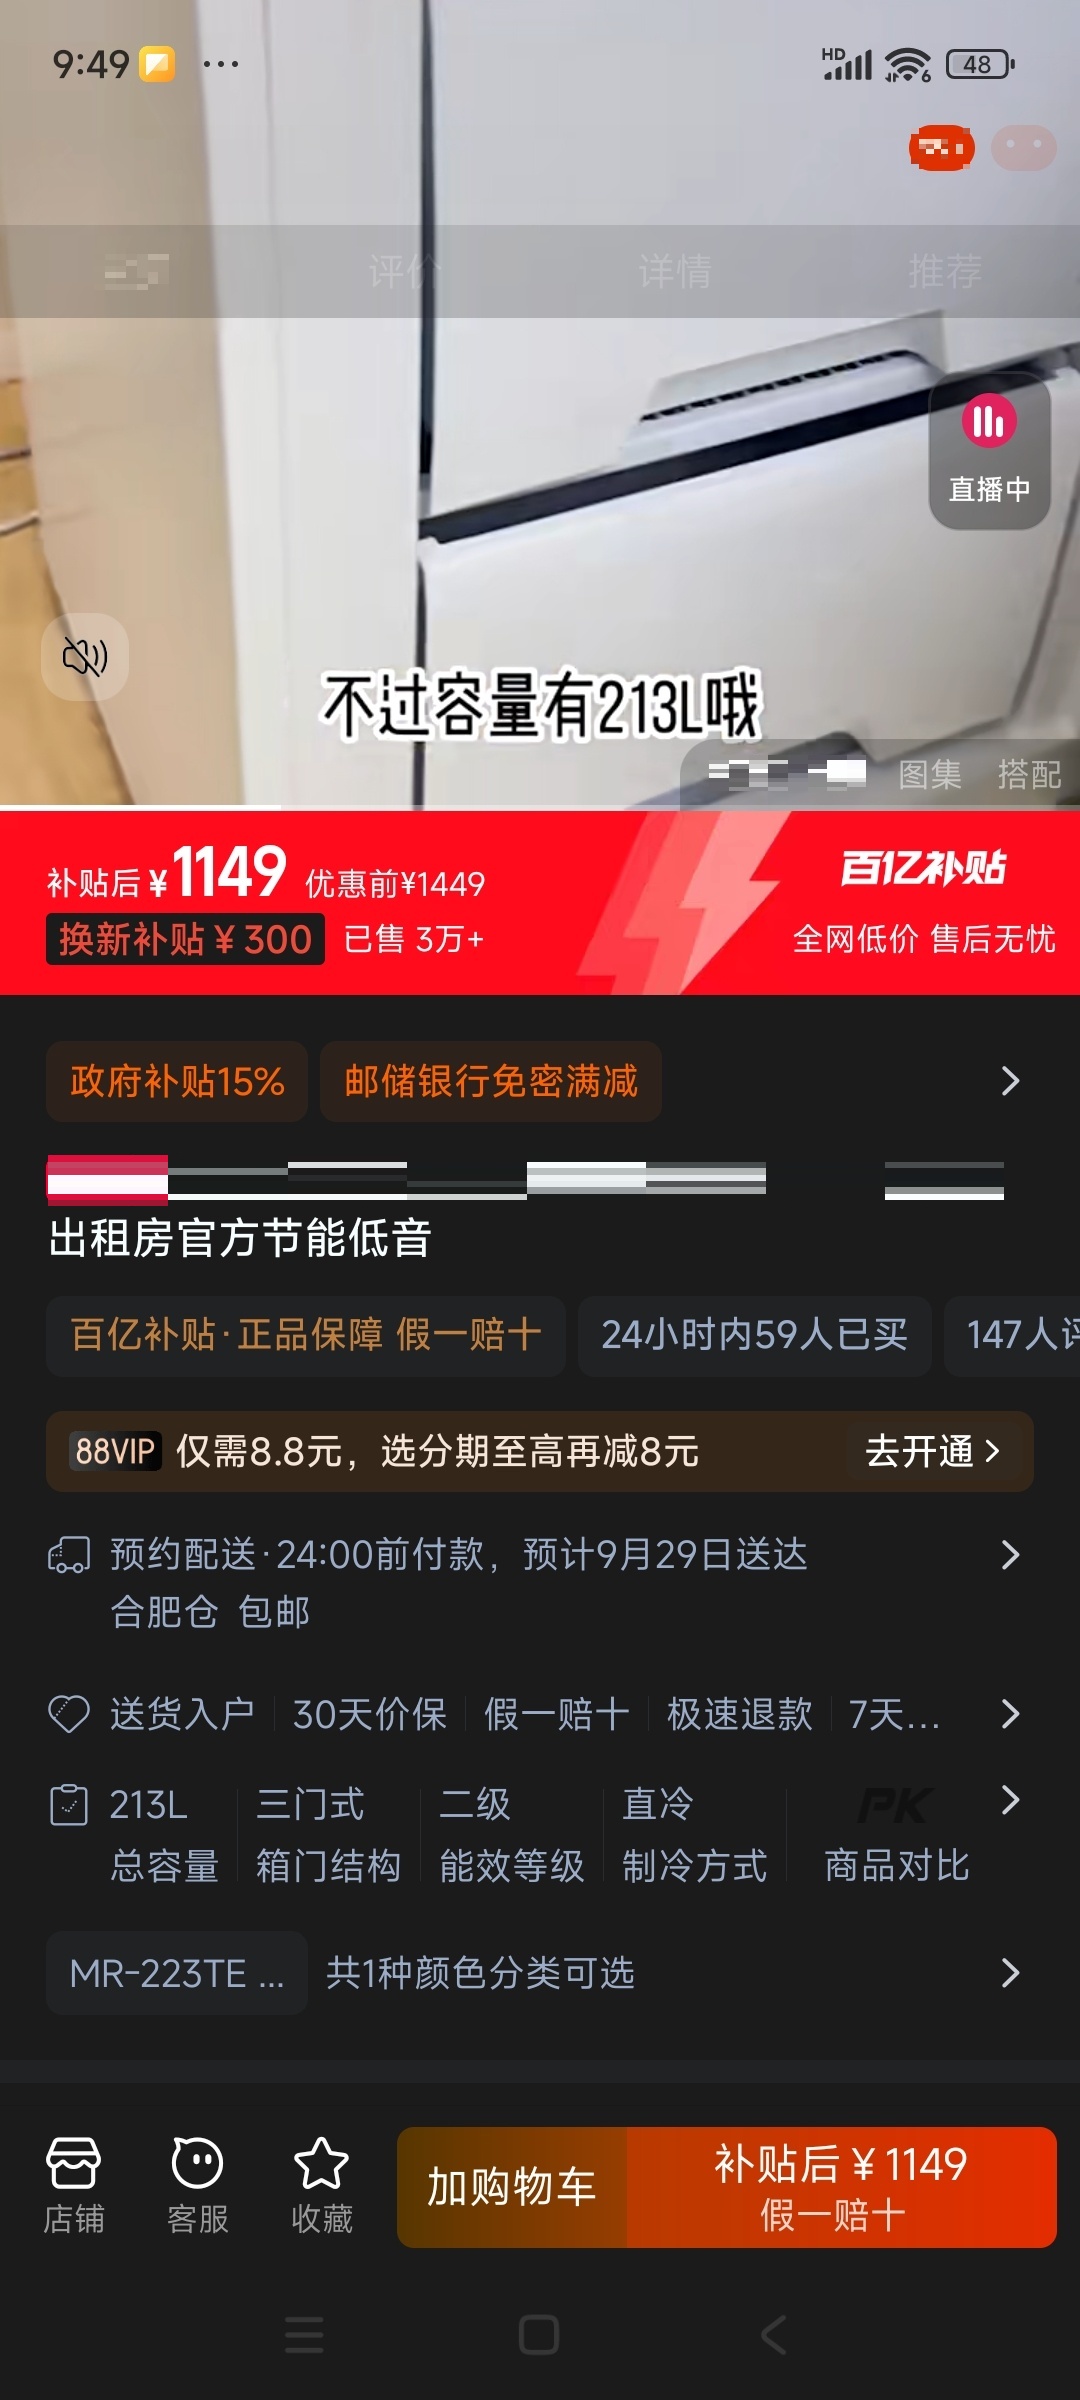 9:49
HD
6
48
评价
详情
推荐
直播中
不过容量有213L哦
图集
搭配
补贴后¥1149 优惠前¥1449
百亿补贴
换新补贴¥300 已售 3万+
全网低价 售后无忧
政府补贴15%
邮储银行免密满减
出租房官方节能低音
百亿补贴·正品保障 假一赔十
24小时内59人已买
147人评
88VIP 仅需8.8元，选分期至高再减8元
去开通
预约配送·24:00前付款，预计9月29日送达
合肥仓 包邮
送货入户
30天价保
假一赔十
极速退款
7天...
213L
三门式
二级
直冷
PK
总容量
箱门结构
能效等级
制冷方式
商品对比
MR-223TE ...
共1种颜色分类可选
店铺
客服
收藏
加购物车
补贴后¥1149
假一赔十